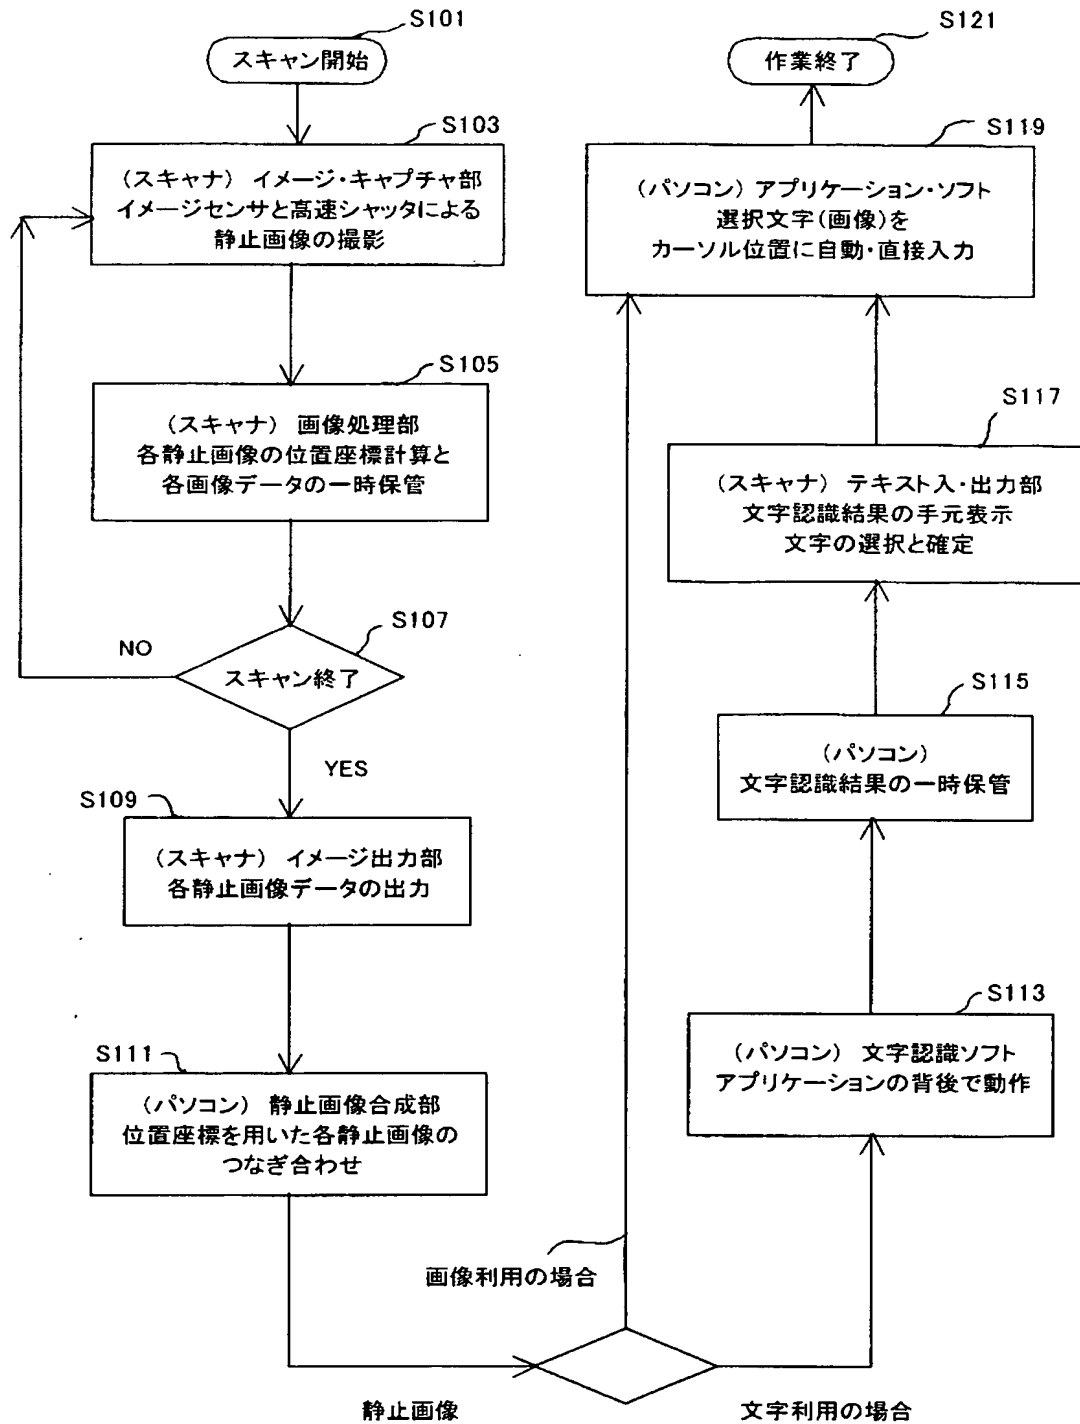 S101
スキャン開始
S103
(スキャナ) イメージ・キャプチャ部
イメージセンサと高速シャッタによる
静止画像の撮影
S105
(スキャナ) 画像処理部
各静止画像の位置座標計算と
各画像データの一時保管
S107
スキャン終了
NO
YES
S109
(スキャナ) イメージ出力部
各静止画像データの出力
S111
(パソコン) 静止画像合成部
位置座標を用いた各静止画像の
つなぎ合わせ
静止画像
画像利用の場合
文字利用の場合
S113
(パソコン) 文字認識ソフト
アプリケーションの背後で動作
S115
(パソコン)
文字認識結果の一時保管
S117
(スキャナ) テキスト入・出力部
文字認識結果の手元表示
文字の選択と確定
S119
(パソコン) アプリケーション・ソフト
選択文字(画像)を
カーソル位置に自動・直接入力
S121
作業終了